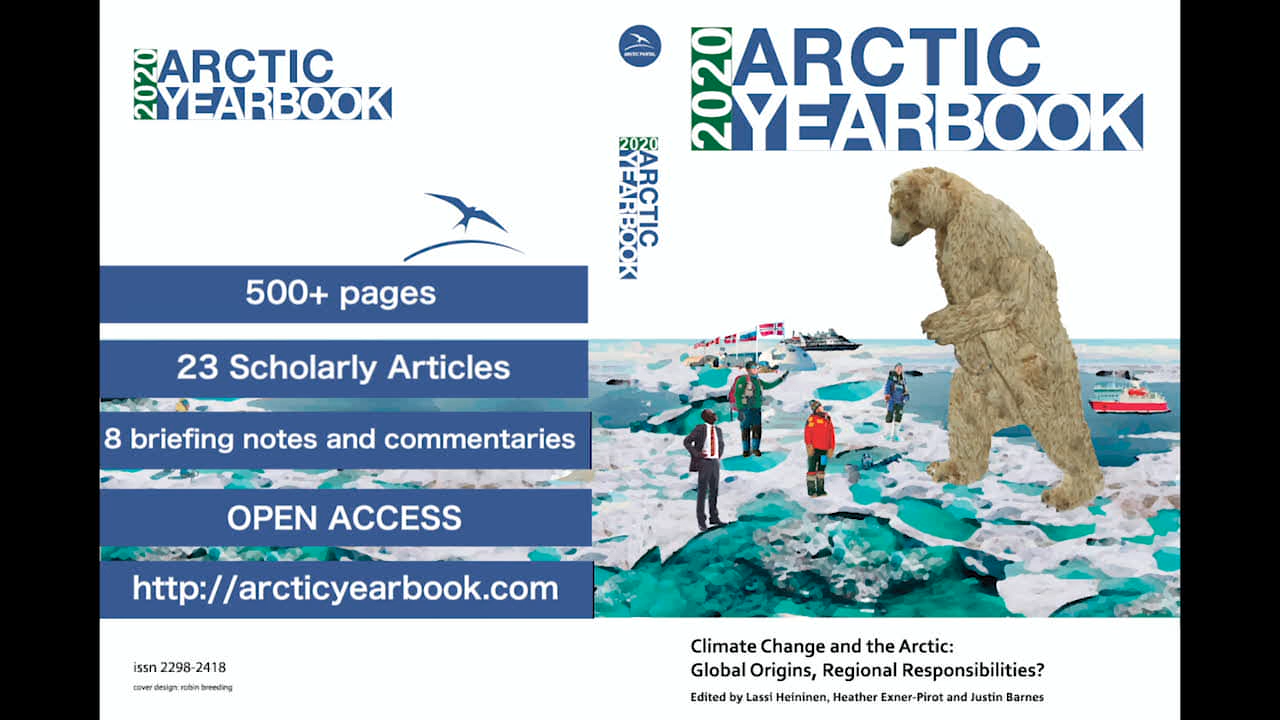 2020 ARCTIC
YEARBOOK
500+ pages
23 Scholarly Articles
8 briefing notes and commentaries
OPEN ACCESS
http://arcticyearbook.com
issn 2298-2418
cover design: robin breeding
ARCTIC PORTAL
2020 ARCTIC
YEARBOOK
2020 ARCTIC
YEARBOOK
Climate Change and the Arctic:
Global Origins, Regional Responsibilities?
Edited by Lassi Heininen, Heather Exner-Pirot and Justin Barnes